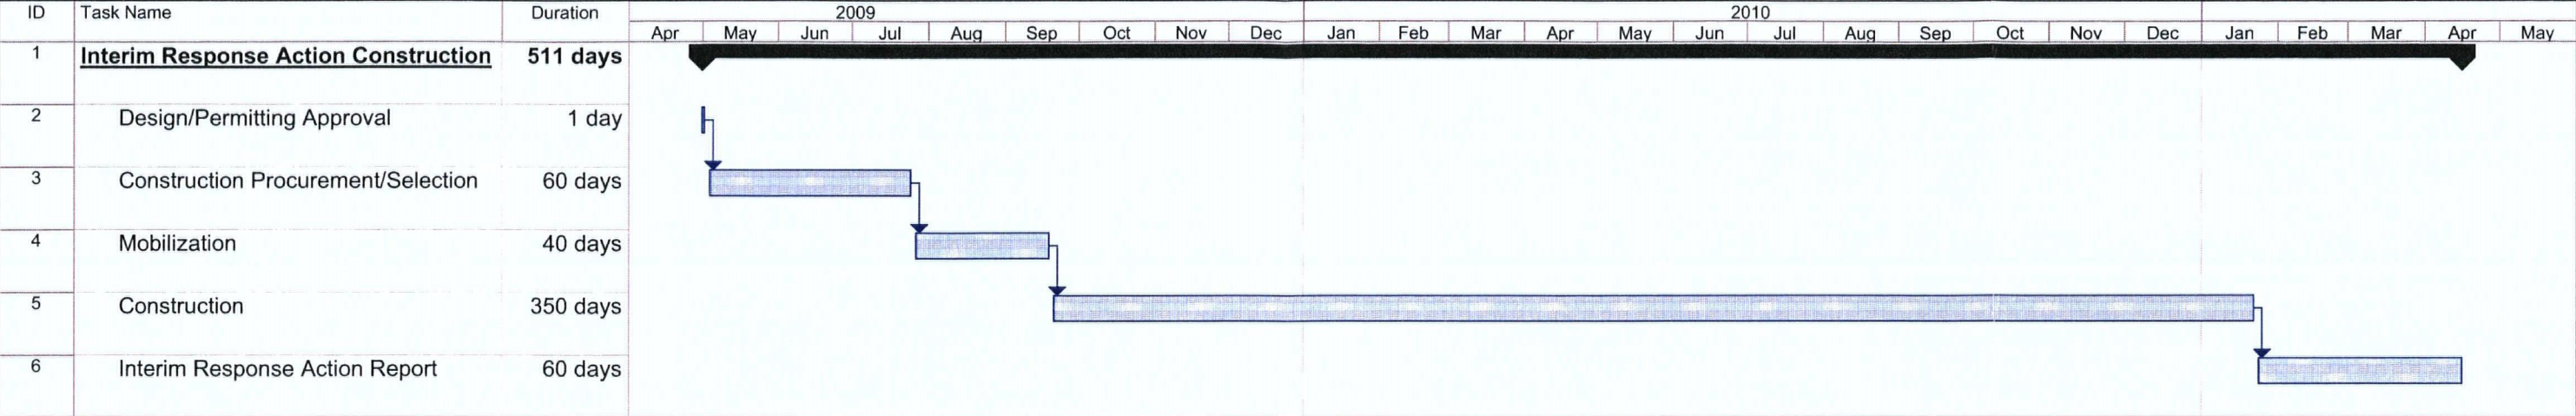 ID Task Name Duration 2009 2010
Apr May Jun Jul Aug Sep Oct Nov Dec Jan Feb Mar Apr May Jun Jul Aug Sep Oct Nov Dec Jan Feb Mar Apr May
1 Interim Response Action Construction 511 days
2 Design/Permitting Approval 1 day
3 Construction Procurement/Selection 60 days
4 Mobilization 40 days
5 Construction 350 days
6 Interim Response Action Report 60 days